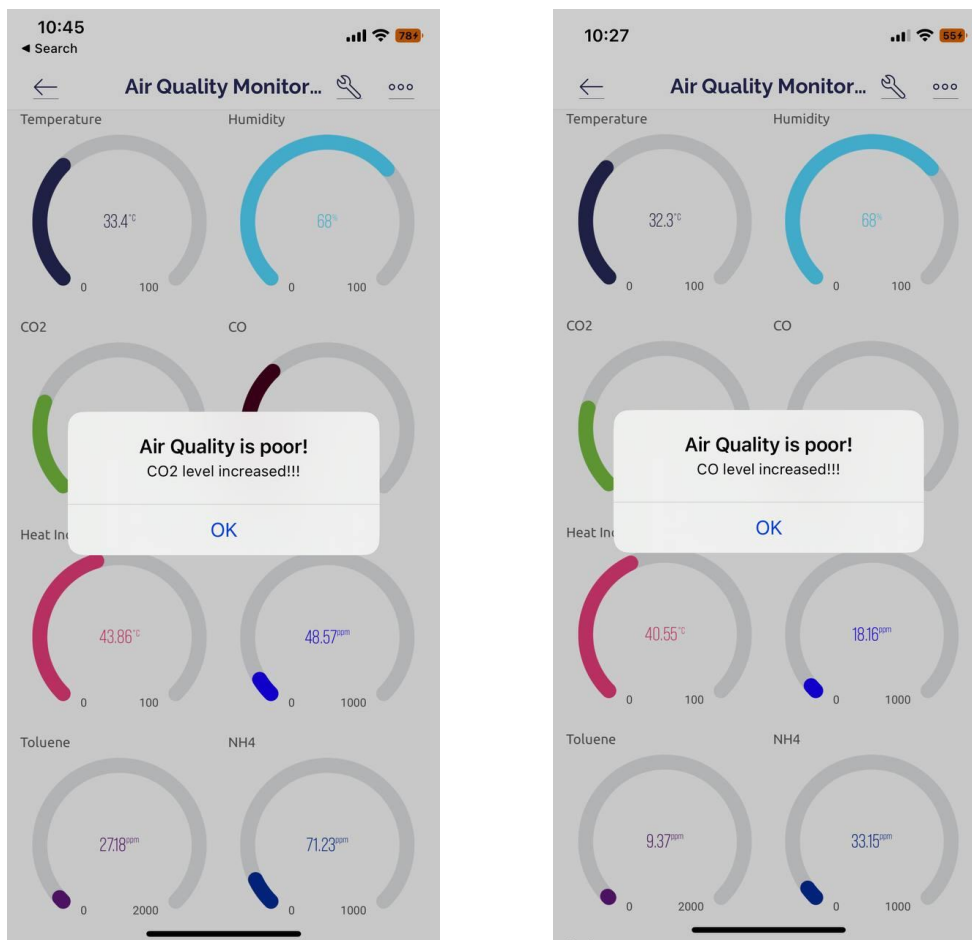 10:45
78
◄ Search
Air Quality Monitor...
Temperature
Humidity
33.4°C
68%
0
100
0
100
CO2
CO
Air Quality is poor!
CO2 level increased!!!
OK
43.86°C
48.57ppm
0
100
0
1000
Toluene
NH4
27.18ppm
71.23ppm
0
2000
0
1000
10:27
55
Air Quality Monitor...
Temperature
Humidity
32.3°C
68%
0
100
0
100
CO2
CO
Air Quality is poor!
CO level increased!!!
OK
40.55°C
18.16ppm
0
100
0
1000
Toluene
NH4
9.37ppm
33.15ppm
0
2000
0
1000